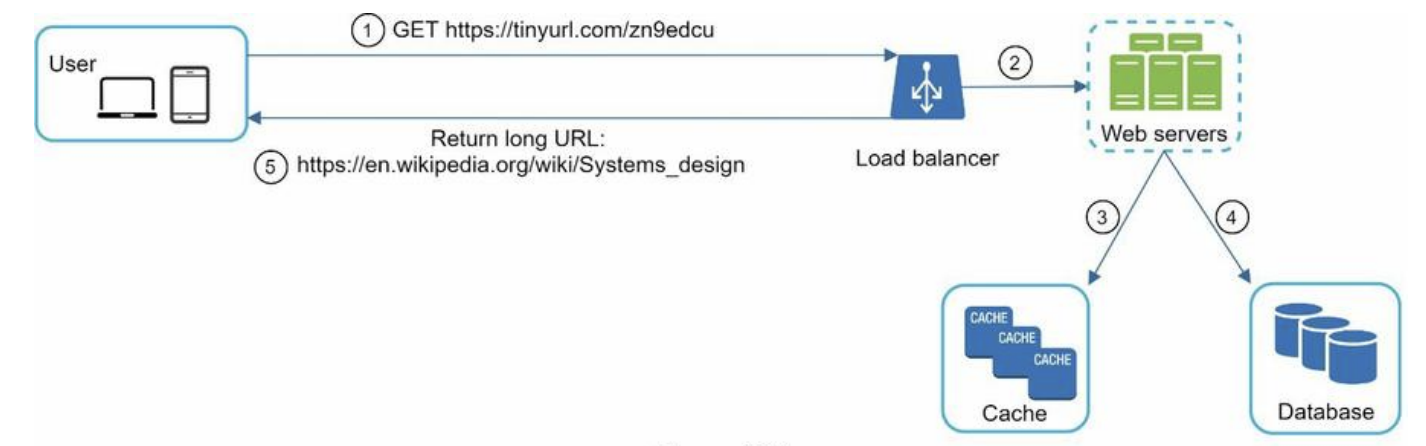 1 GET https://tinyurl.com/zn9edcu
User
2
Web servers
Return long URL:
5 https://en.wikipedia.org/wiki/Systems_design
Load balancer
3
4
CACHE
CACHE
CACHE
Cache
Database